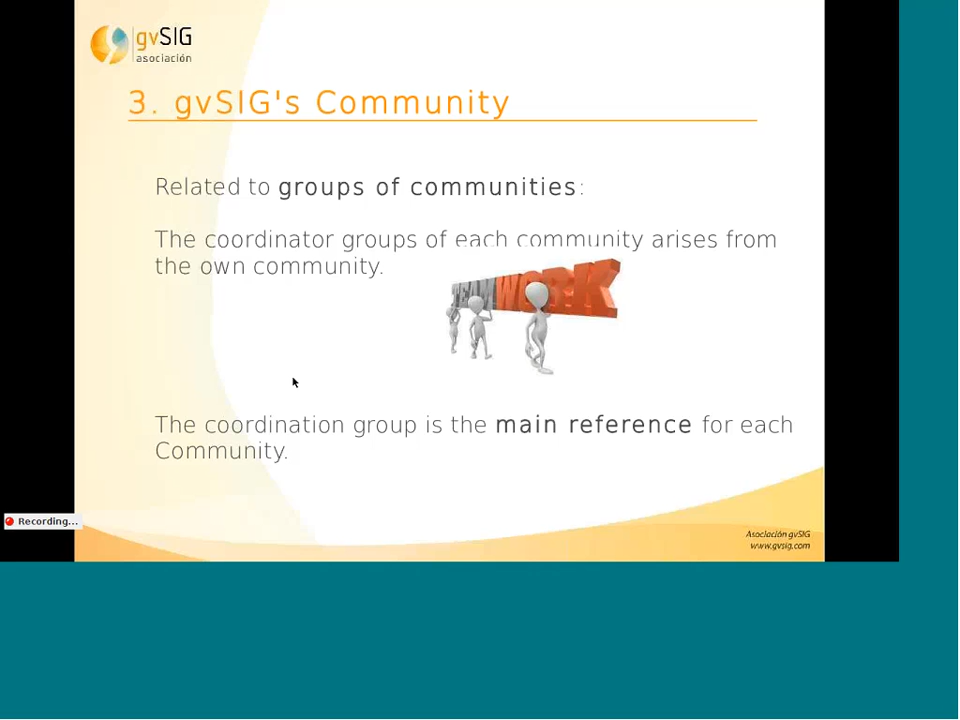 gvSIG
asociación
3. gvSIG's Community
Related to groups of communities:
The coordinator groups of each community arises from
the own community.
TEAMWORK
The coordination group is the main reference for each
Community.
Recording...
Asociación gvSIG
www.gvsig.com